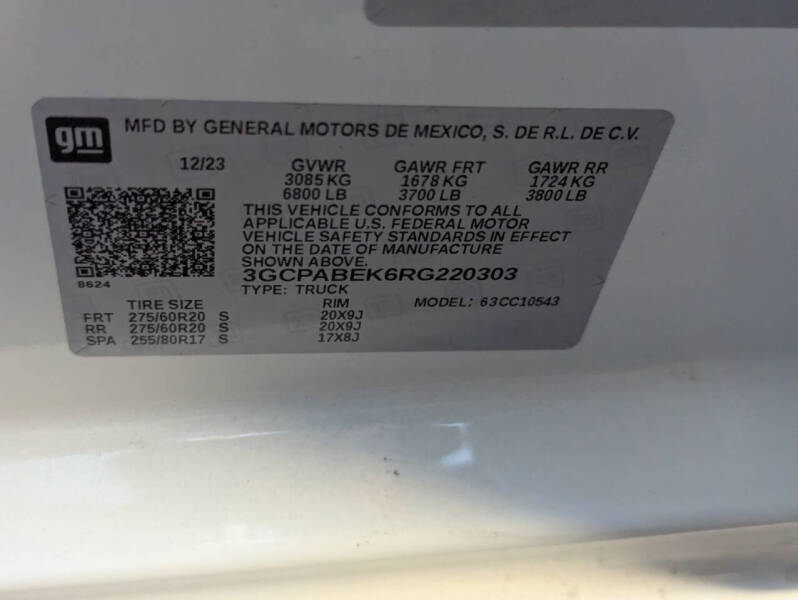 gm MFD BY GENERAL MOTORS DE MEXICO, S. DE R.L. DE C.V.
12/23 GVWR GAWR FRT GAWR RR
3085 KG 1678 KG 1724 KG
6800 LB 3700 LB 3800 LB
THIS VEHICLE CONFORMS TO ALL
APPLICABLE U.S. FEDERAL MOTOR
VEHICLE SAFETY STANDARDS IN EFFECT
ON THE DATE OF MANUFACTURE
SHOWN ABOVE.
3GCPABEK6RG220303
8624
TYPE: TRUCK
TIRE SIZE RIM MODEL: 63CC10543
FRT 275/60R20 S 20X9J
RR 275/60R20 S 20X9J
SPA 255/80R17 S 17X8J